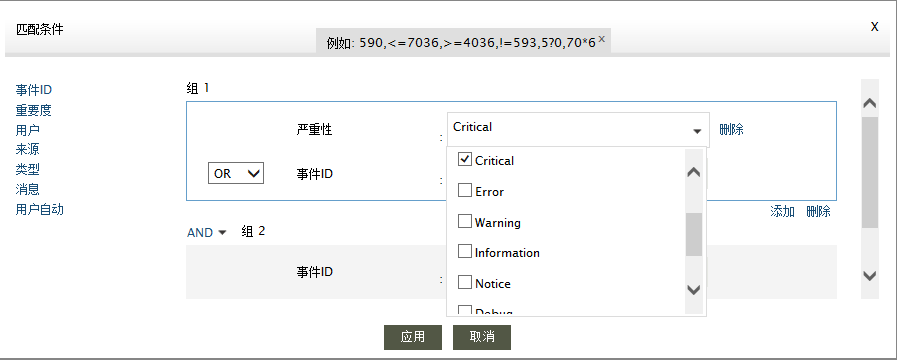 匹配条件
X
例如: 590,<=7036,>=4036,!=593,5?0,70*6 x
事件ID
重要度
用户
来源
类型
消息
用户自动
组 1
严重性 : Critical 删除
OR 事件ID :
Critical
Error
Warning
Information
Notice
Debug
添加 删除
AND 组 2
事件ID :
应用 取消